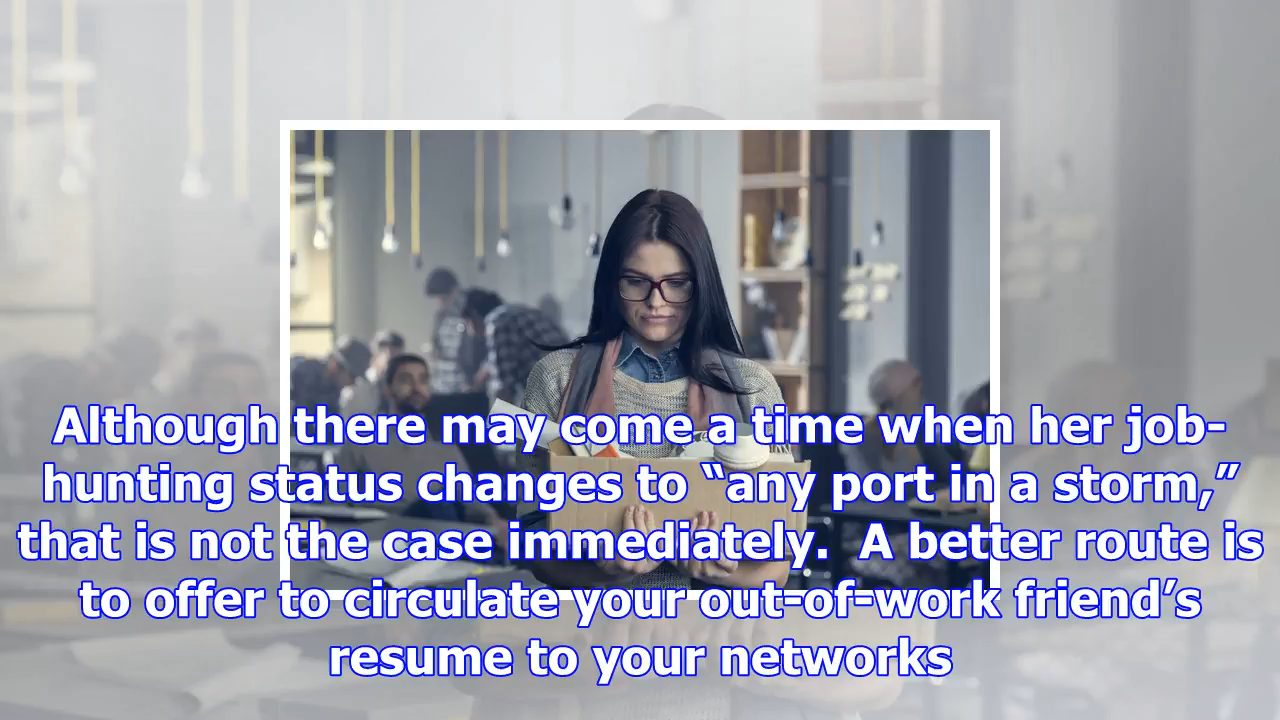 Although there may come a time when her job-
hunting status changes to “any port in a storm,”
that is not the case immediately.  A better route is
to offer to circulate your out-of-work friend’s
resume to your networks